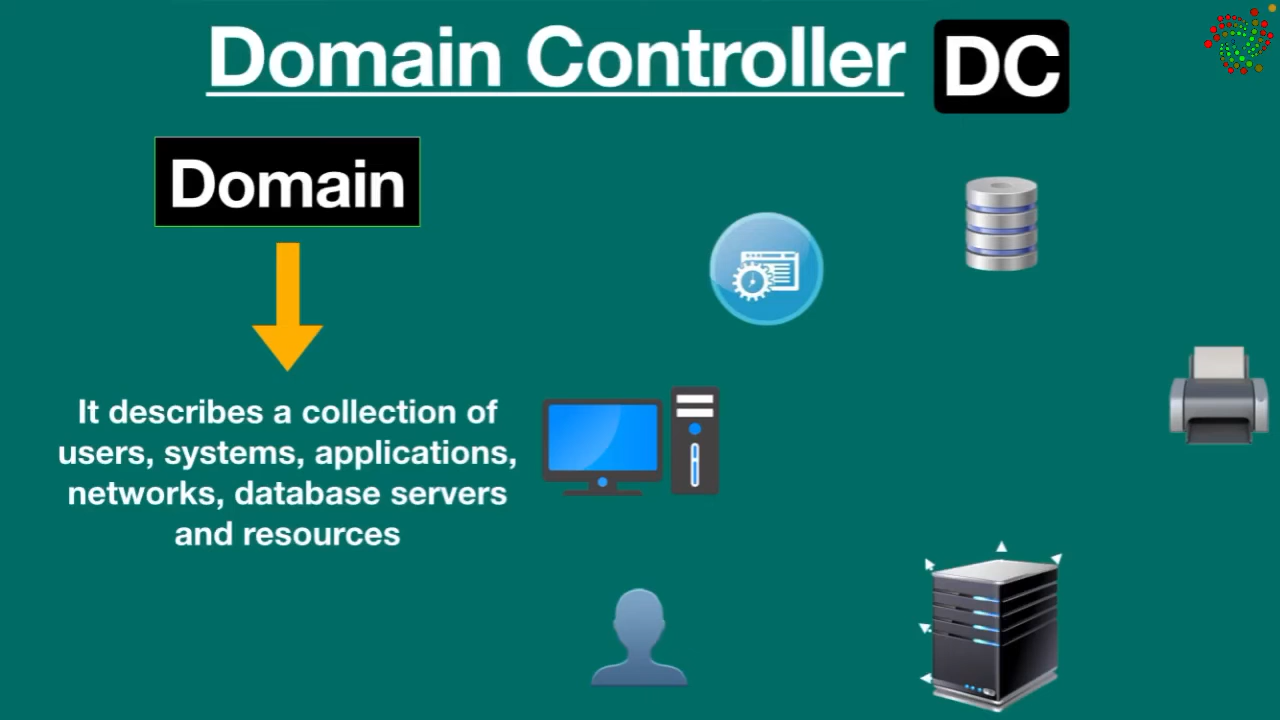 Domain Controller DC
Domain
It describes a collection of
users, systems, applications,
networks, database servers
and resources